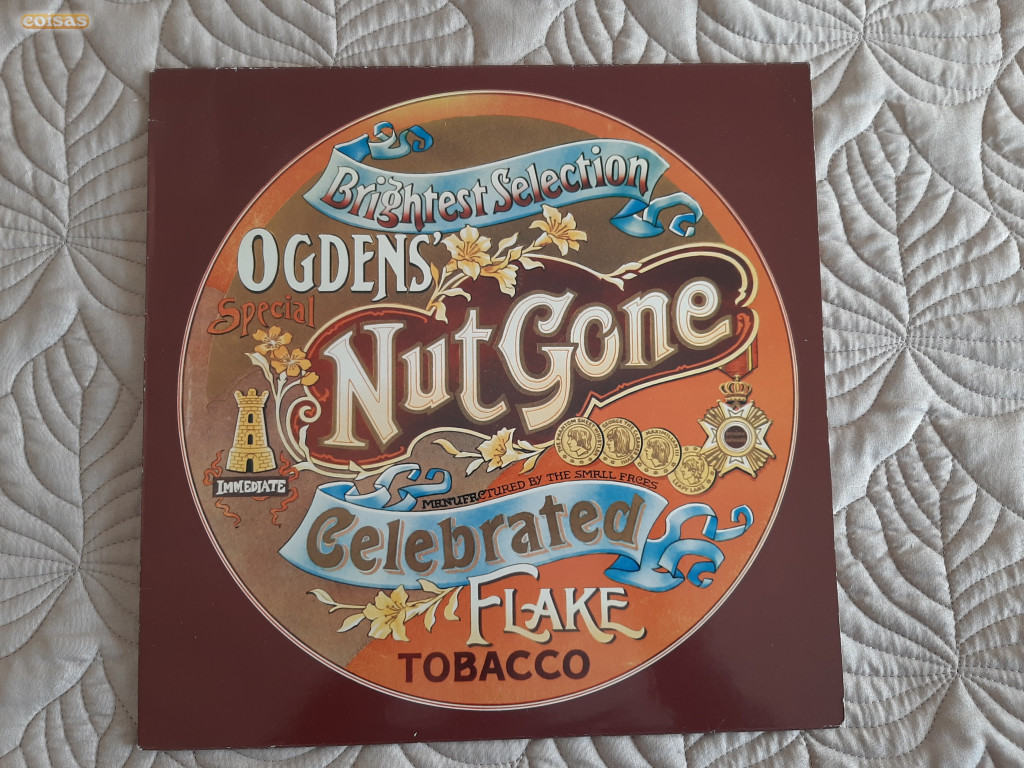 coisas
Brightest Selection
OGDENS'
Special
Nut Gone
IMMEDIATE
MANUFACTURED BY THE SMALL FACES
Celebrated
FLAKE
TOBACCO